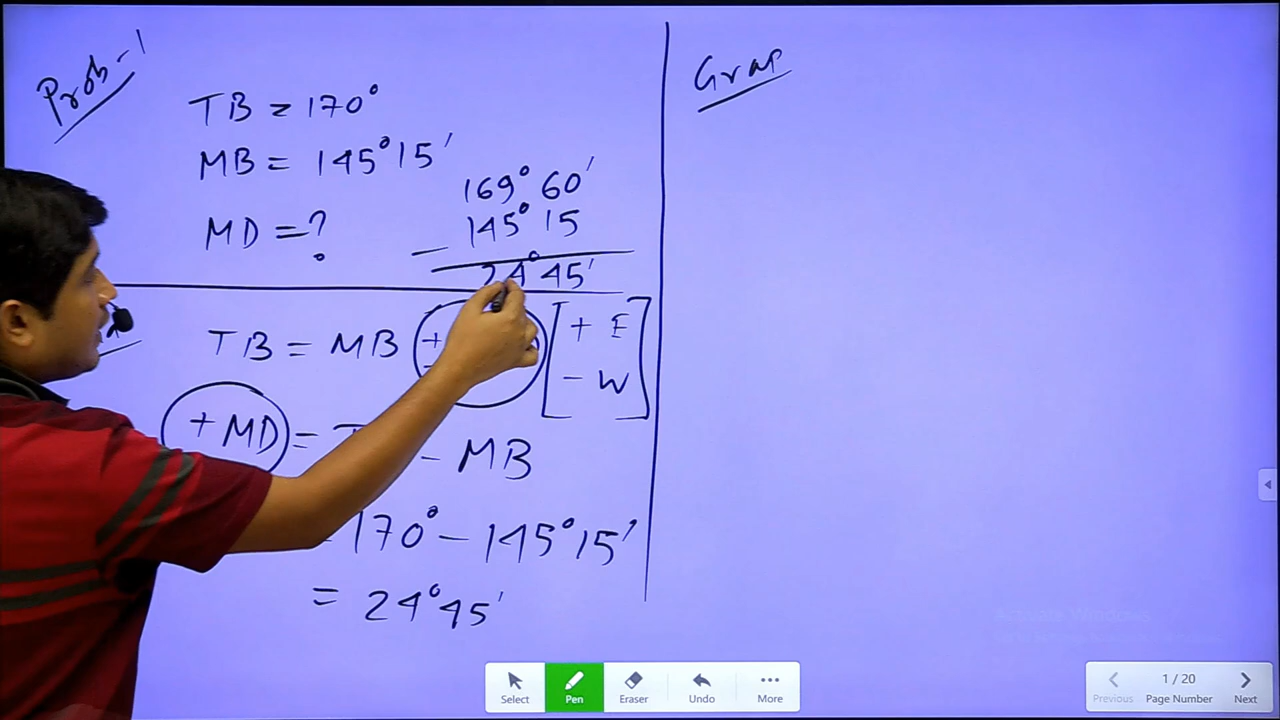 Prob-1
TB = 170°
MB = 145°15'
MD = ?
169° 60'
- 145° 15
24° 45'
TB = MB ± [+ E
- W]
+MD = - MB
170° - 145°15'
= 24°45'
Grap
Select
Pen
Eraser
Undo
More
Previous
1 / 20
Page Number
Next